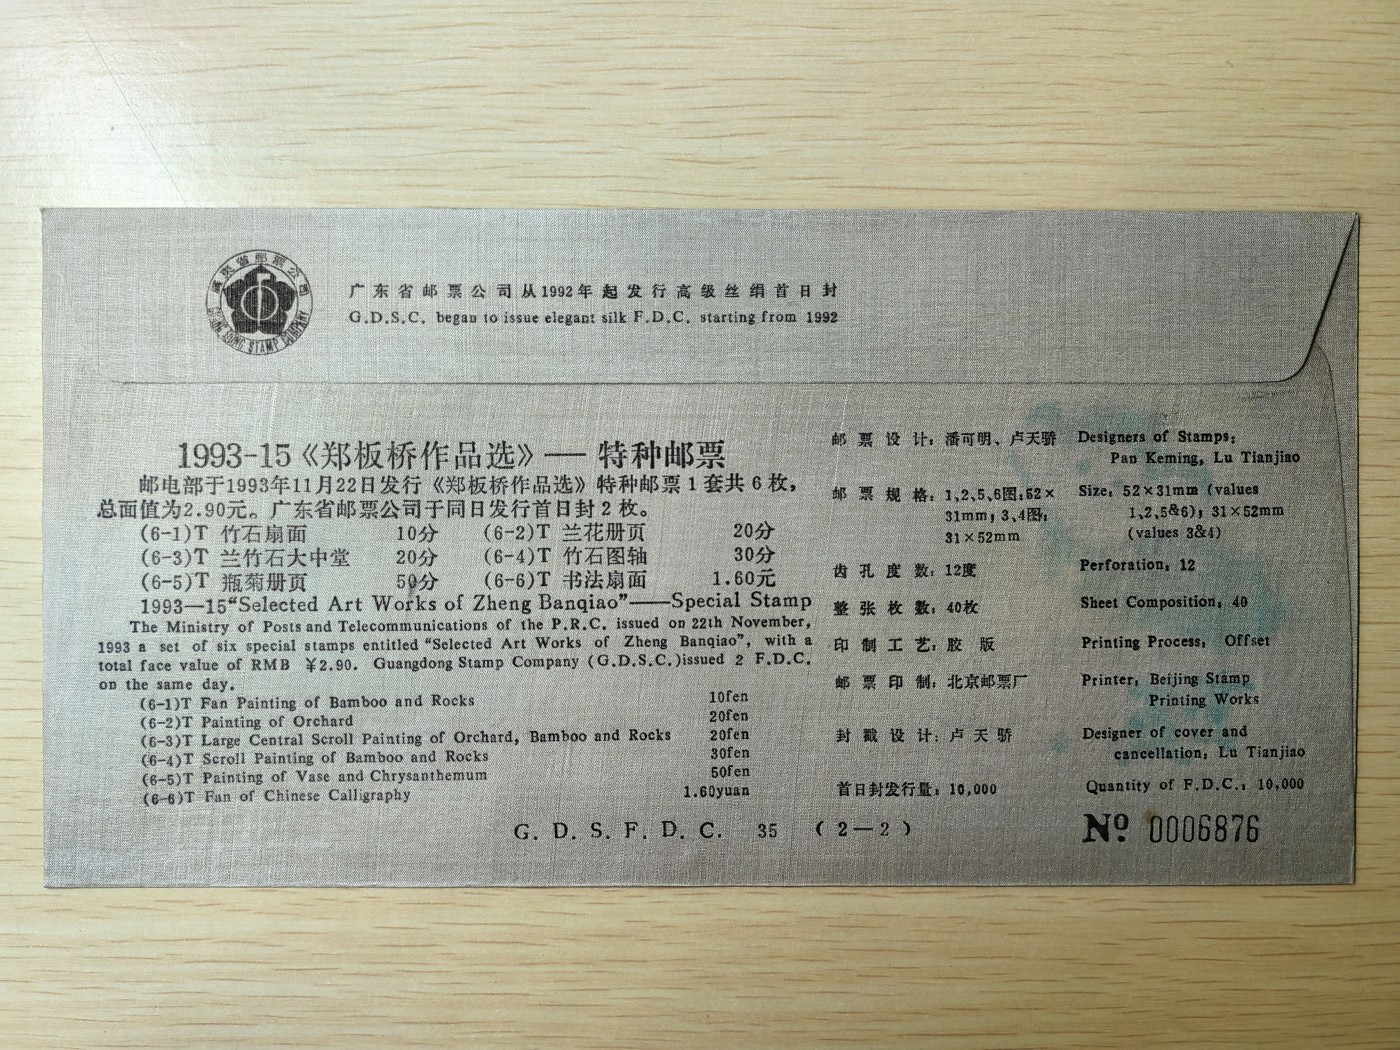 广东省邮票公司
GUANGDONG STAMP COMPANY
广东省邮票公司从1992年起发行高级丝绢首日封
G.D.S.C. began to issue elegant silk F.D.C. starting from 1992
1993-15《郑板桥作品选》— 特种邮票
邮电部于1993年11月22日发行《郑板桥作品选》特种邮票1套共6枚,
总面值为2.90元。广东省邮票公司于同日发行首日封2枚。
(6-1)T 竹石扇面 10分 (6-2)T 兰花册页 20分
(6-3)T 兰竹石大中堂 20分 (6-4)T 竹石图轴 30分
(6-5)T 瓶菊册页 50分 (6-6)T 书法扇面 1.60元
1993—15“Selected Art Works of Zheng Banqiao”——Special Stamp
The Ministry of Posts and Telecommunications of the P.R.C. issued on 22th November,
1993 a set of six special stamps entitled “Selected Art Works of Zheng Banqiao”, with a
total face value of RMB ¥2.90. Guangdong Stamp Company (G.D.S.C.)issued 2 F.D.C.
on the same day.
(6-1)T Fan Painting of Bamboo and Rocks 10fen
(6-2)T Painting of Orchard 20fen
(6-3)T Large Central Scroll Painting of Orchard, Bamboo and Rocks 20fen
(6-4)T Scroll Painting of Bamboo and Rocks 30fen
(6-5)T Painting of Vase and Chrysanthemum 50fen
(6-6)T Fan of Chinese Calligraphy 1.60yuan
邮票设计: 潘可明、卢天骄
邮票规格: 1、2、5、6图:52×
31mm; 3、4图:
31×52mm
齿孔度数: 12度
整张枚数: 40枚
印制工艺: 胶版
邮票印制: 北京邮票厂
封戳设计: 卢天骄
首日封发行量: 10,000
Designers of Stamps:
Pan Keming, Lu Tianjiao
Size: 52×31mm (values
1、2、5&6); 31×52mm
(values 3&4)
Perforation: 12
Sheet Composition: 40
Printing Process: Offset
Printer: Beijing Stamp
Printing Works
Designer of cover and
cancellation: Lu Tianjiao
Quantity of F.D.C.: 10,000
G. D. S. F. D. C. 35 (2—2)
Nº 0006876